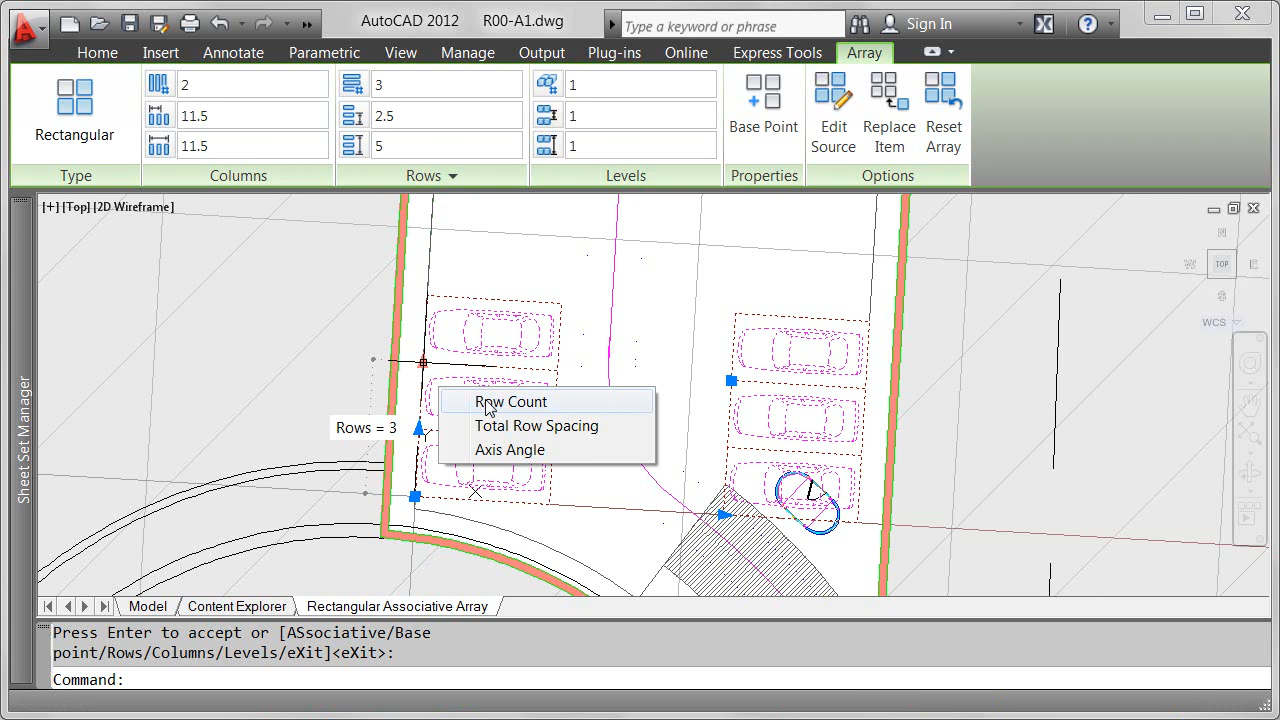 AutoCAD 2012 R00-A1.dwg
Type a keyword or phrase
Sign In
Home Insert Annotate Parametric View Manage Output Plug-ins Online Express Tools Array
Rectangular
2
11.5
11.5
3
2.5
5
1
1
1
Base Point
Edit Source
Replace Item
Reset Array
Type Columns Rows Levels Properties Options
[+] [Top] [2D Wireframe]
N
W TOP E
S
WCS
Sheet Set Manager
Rows = 3
Y
Row Count
Total Row Spacing
Axis Angle
Model Content Explorer Rectangular Associative Array
Press Enter to accept or [ASsociative/Base
point/Rows/Columns/Levels/eXit]<eXit>:
Command: